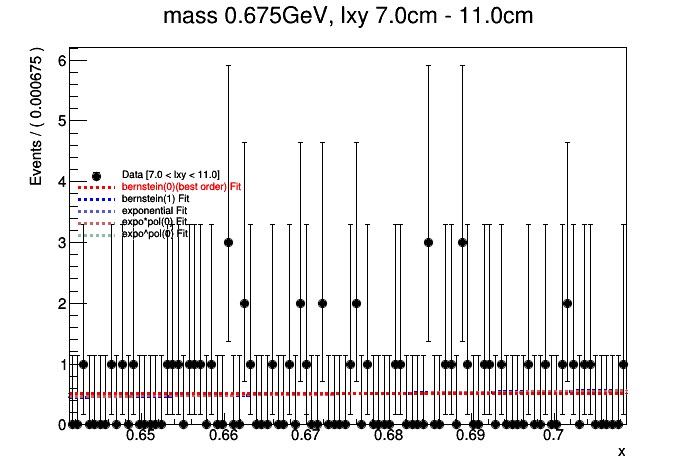 mass 0.675GeV, lxy 7.0cm - 11.0cm
Events / ( 0.000675 )
6
5
4
3
2
1
0
Data [7.0 < lxy < 11.0]
bernstein(0)(best order) Fit
bernstein(1) Fit
exponential Fit
expo*pol(0) Fit
expo^pol(0) Fit
0.65 0.66 0.67 0.68 0.69 0.7
x